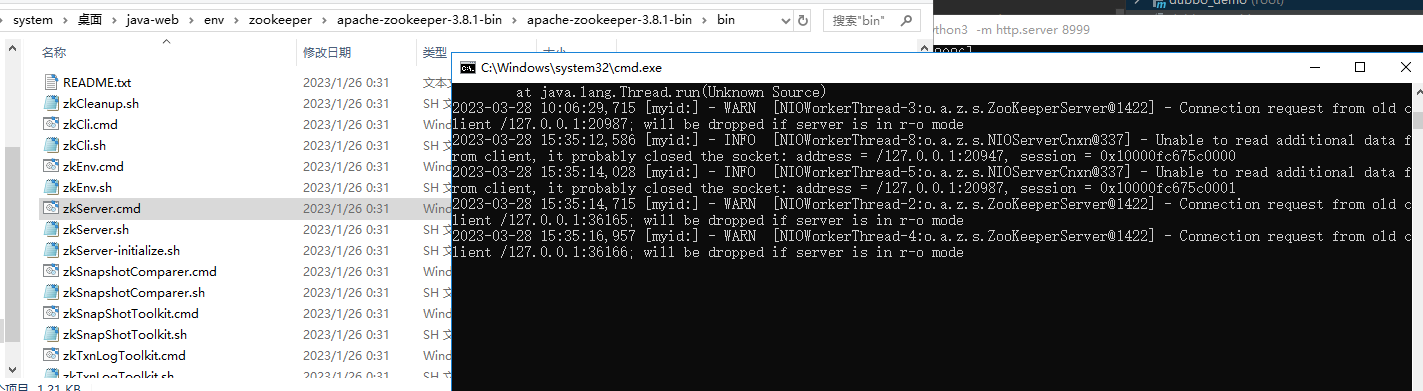 system > 桌面 > java-web > env > zookeeper > apache-zookeeper-3.8.1-bin > apache-zookeeper-3.8.1-bin > bin
搜索"bin"
dubbo_demo (root)
ython3 -m http.server 8999
名称 修改日期 类型 大小
README.txt 2023/1/26 0:31 文本文
zkCleanup.sh 2023/1/26 0:31 SH 文
zkCli.cmd 2023/1/26 0:31 Wind
zkCli.sh 2023/1/26 0:31 SH 文
zkEnv.cmd 2023/1/26 0:31 Wind
zkEnv.sh 2023/1/26 0:31 SH 文
zkServer.cmd 2023/1/26 0:31 Wind
zkServer.sh 2023/1/26 0:31 SH 文
zkServer-initialize.sh 2023/1/26 0:31 SH 文
zkSnapshotComparer.cmd 2023/1/26 0:31 Wind
zkSnapshotComparer.sh 2023/1/26 0:31 SH 文
zkSnapShotToolkit.cmd 2023/1/26 0:31 Wind
zkSnapShotToolkit.sh 2023/1/26 0:31 SH 文
zkTxnLogToolkit.cmd 2023/1/26 0:31 Wind
zkTxnLogToolkit.sh 2023/1/26 0:31 SH 文
个项目 1.21 KB
C:\Windows\system32\cmd.exe
at java.lang.Thread.run(Unknown Source)
2023-03-28 10:06:29,715 [myid:] - WARN [NIOWorkerThread-3:o.a.z.s.ZooKeeperServer@1422] - Connection request from old c
lient /127.0.0.1:20987; will be dropped if server is in r-o mode
2023-03-28 15:35:12,586 [myid:] - INFO [NIOWorkerThread-8:o.a.z.s.NIOServerCnxn@337] - Unable to read additional data f
rom client, it probably closed the socket: address = /127.0.0.1:20947, session = 0x10000fc675c0000
2023-03-28 15:35:14,028 [myid:] - INFO [NIOWorkerThread-5:o.a.z.s.NIOServerCnxn@337] - Unable to read additional data f
rom client, it probably closed the socket: address = /127.0.0.1:20987, session = 0x10000fc675c0001
2023-03-28 15:35:14,715 [myid:] - WARN [NIOWorkerThread-2:o.a.z.s.ZooKeeperServer@1422] - Connection request from old c
lient /127.0.0.1:36165; will be dropped if server is in r-o mode
2023-03-28 15:35:16,957 [myid:] - WARN [NIOWorkerThread-4:o.a.z.s.ZooKeeperServer@1422] - Connection request from old c
lient /127.0.0.1:36166; will be dropped if server is in r-o mode